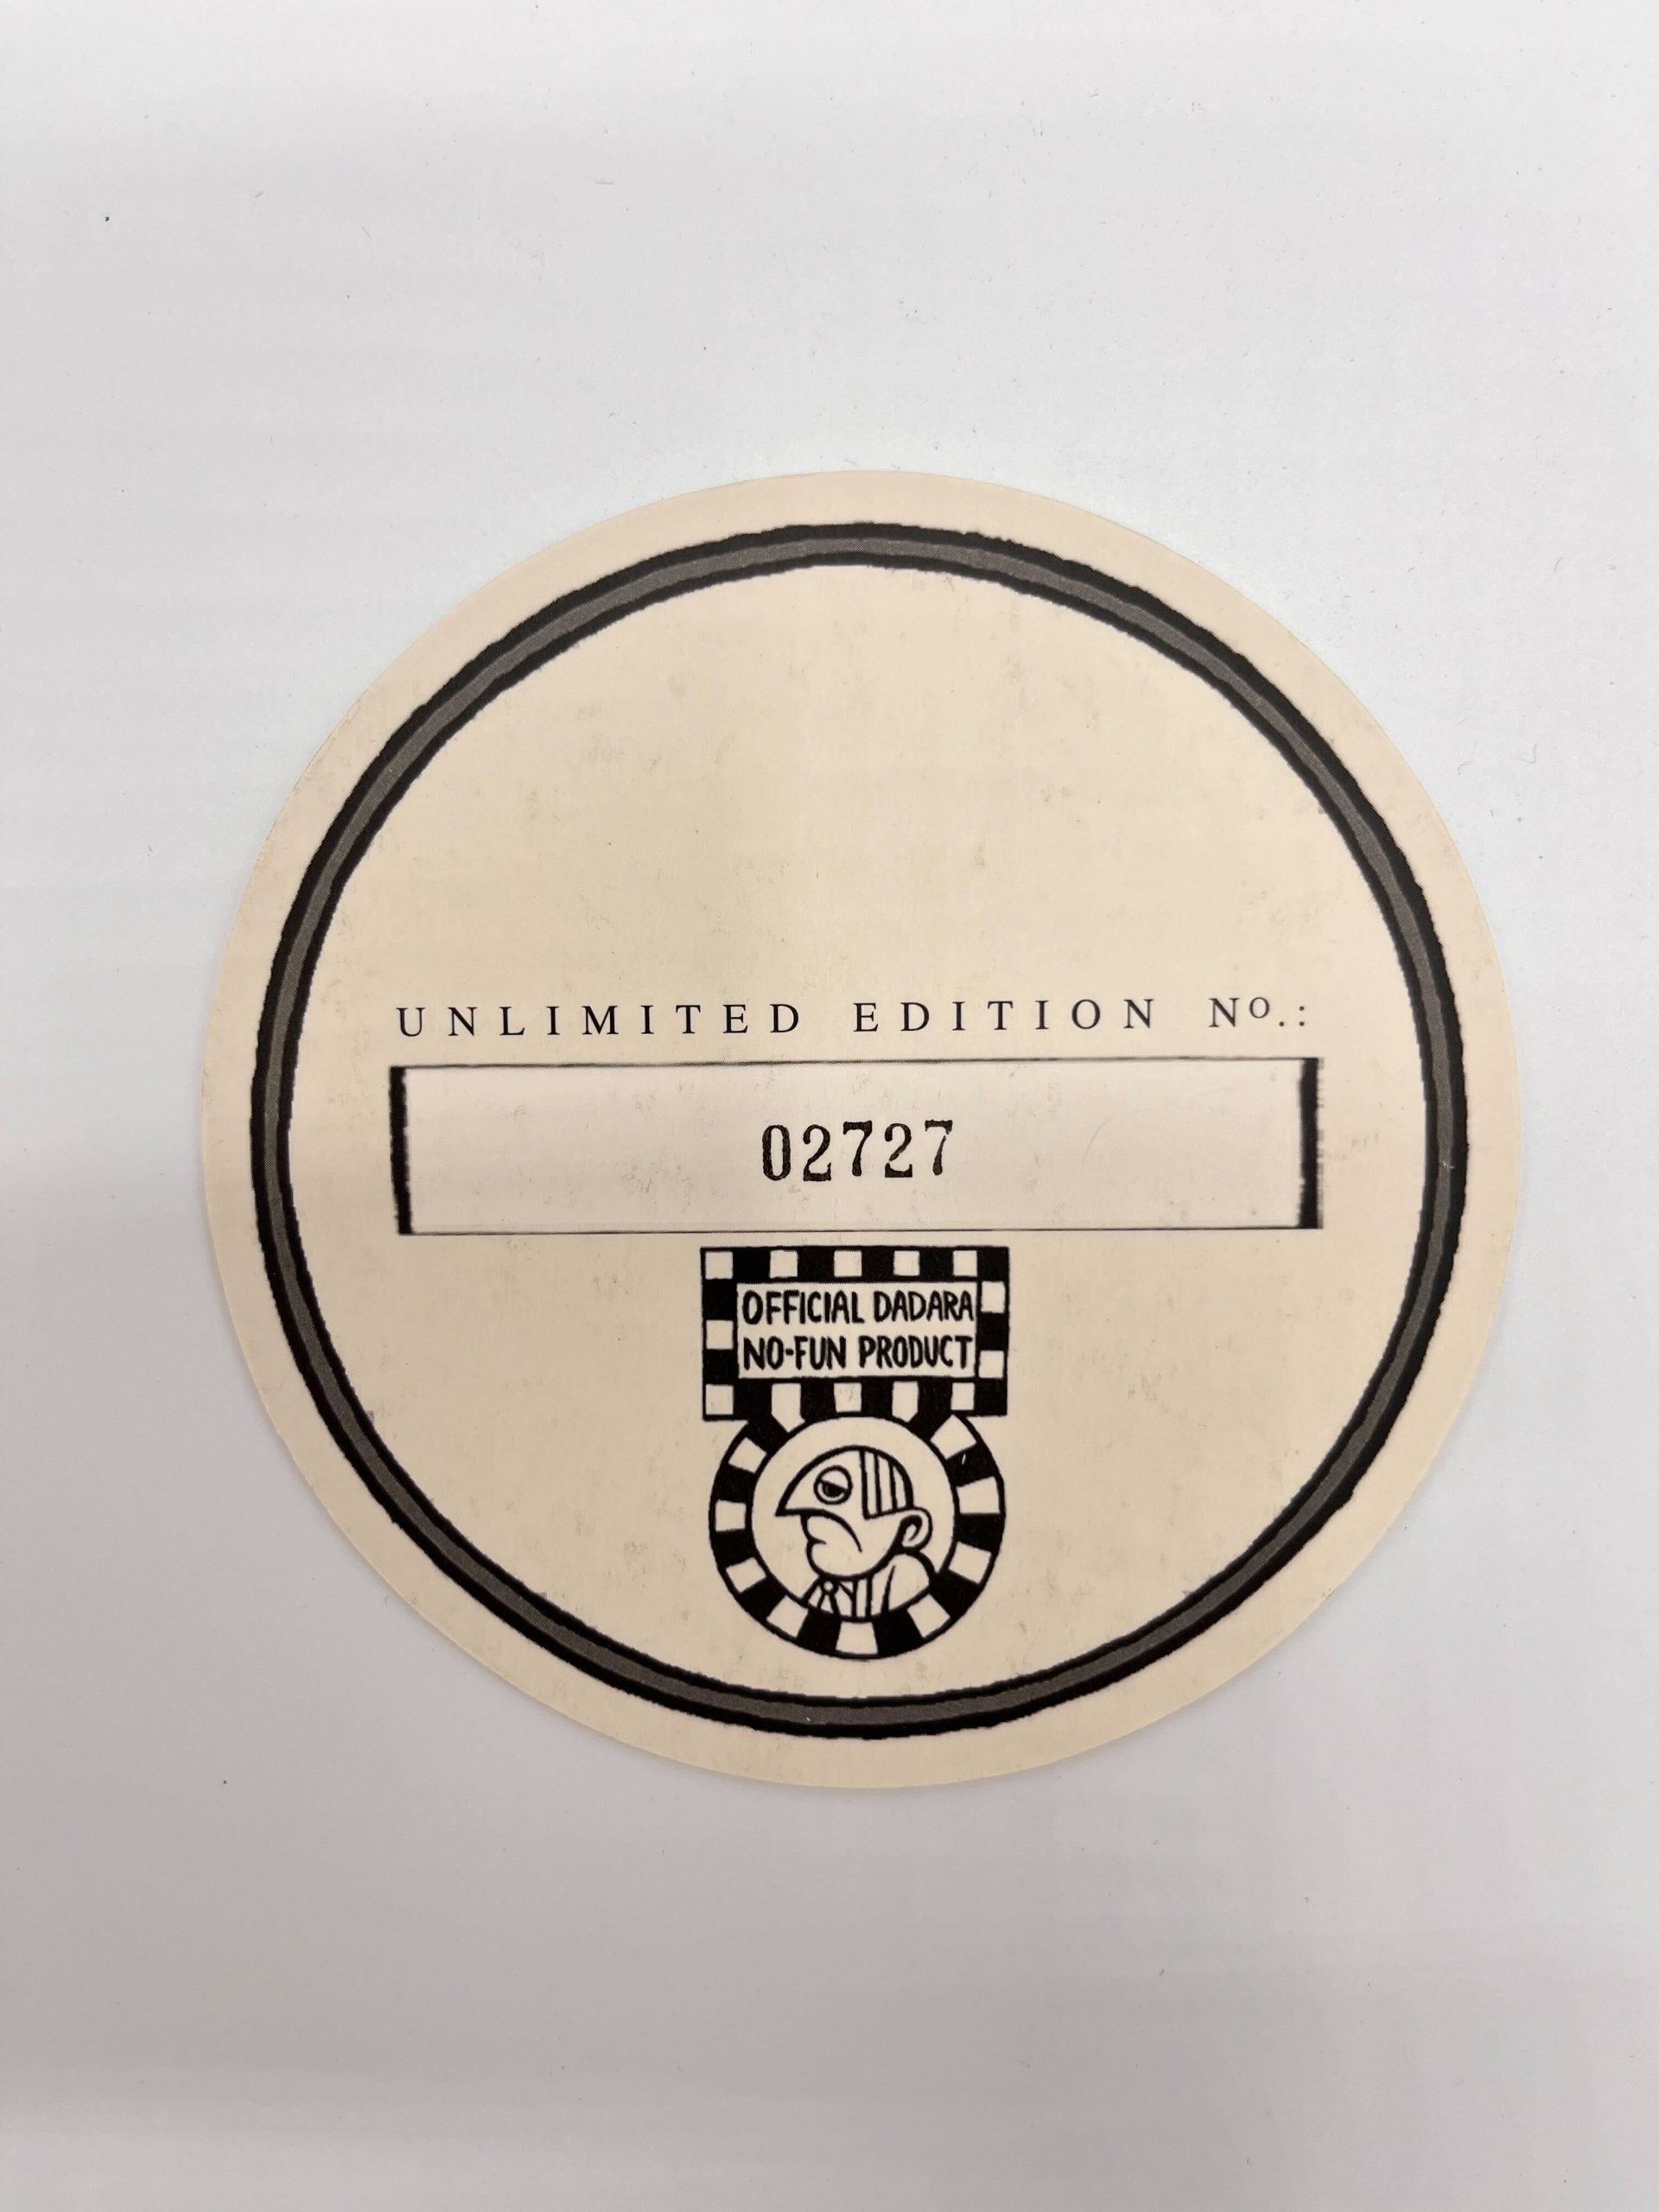 UNLIMITED EDITION No.:
02727
OFFICIAL DADARA
NO-FUN PRODUCT